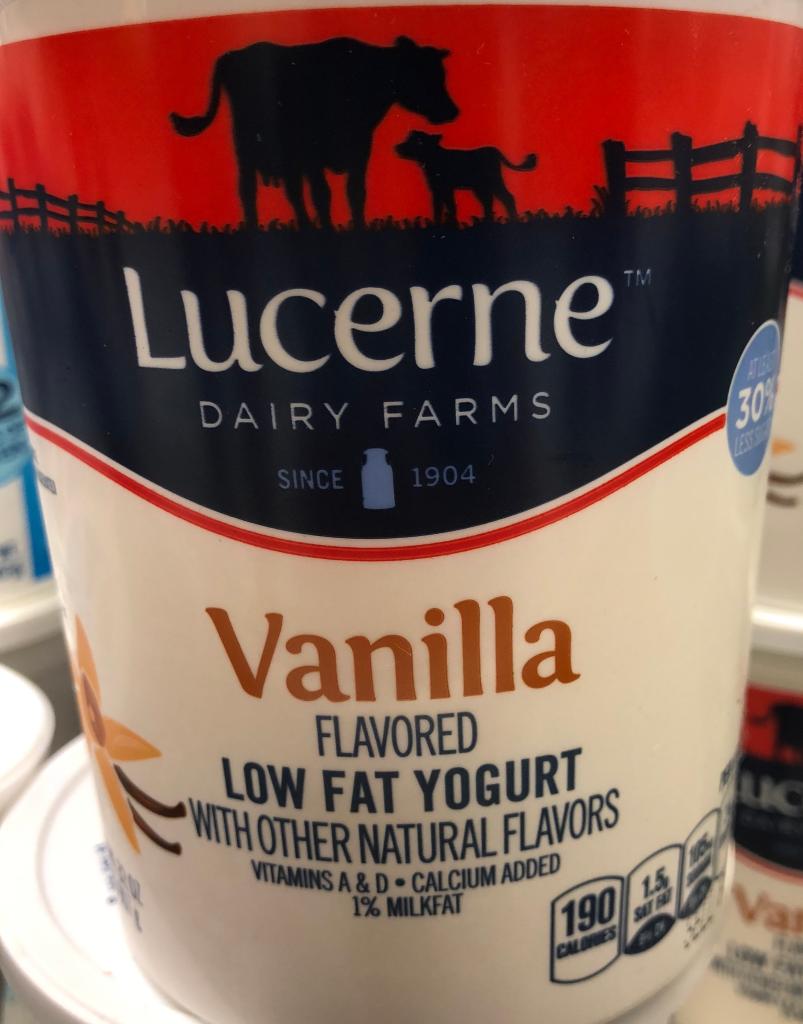 Lucerne™
DAIRY FARMS
SINCE 1904
30%
Vanilla
FLAVORED
LOW FAT YOGURT
WITH OTHER NATURAL FLAVORS
VITAMINS A & D • CALCIUM ADDED
1% MILKFAT
190
CALORIES
1.5g
SAT FAT